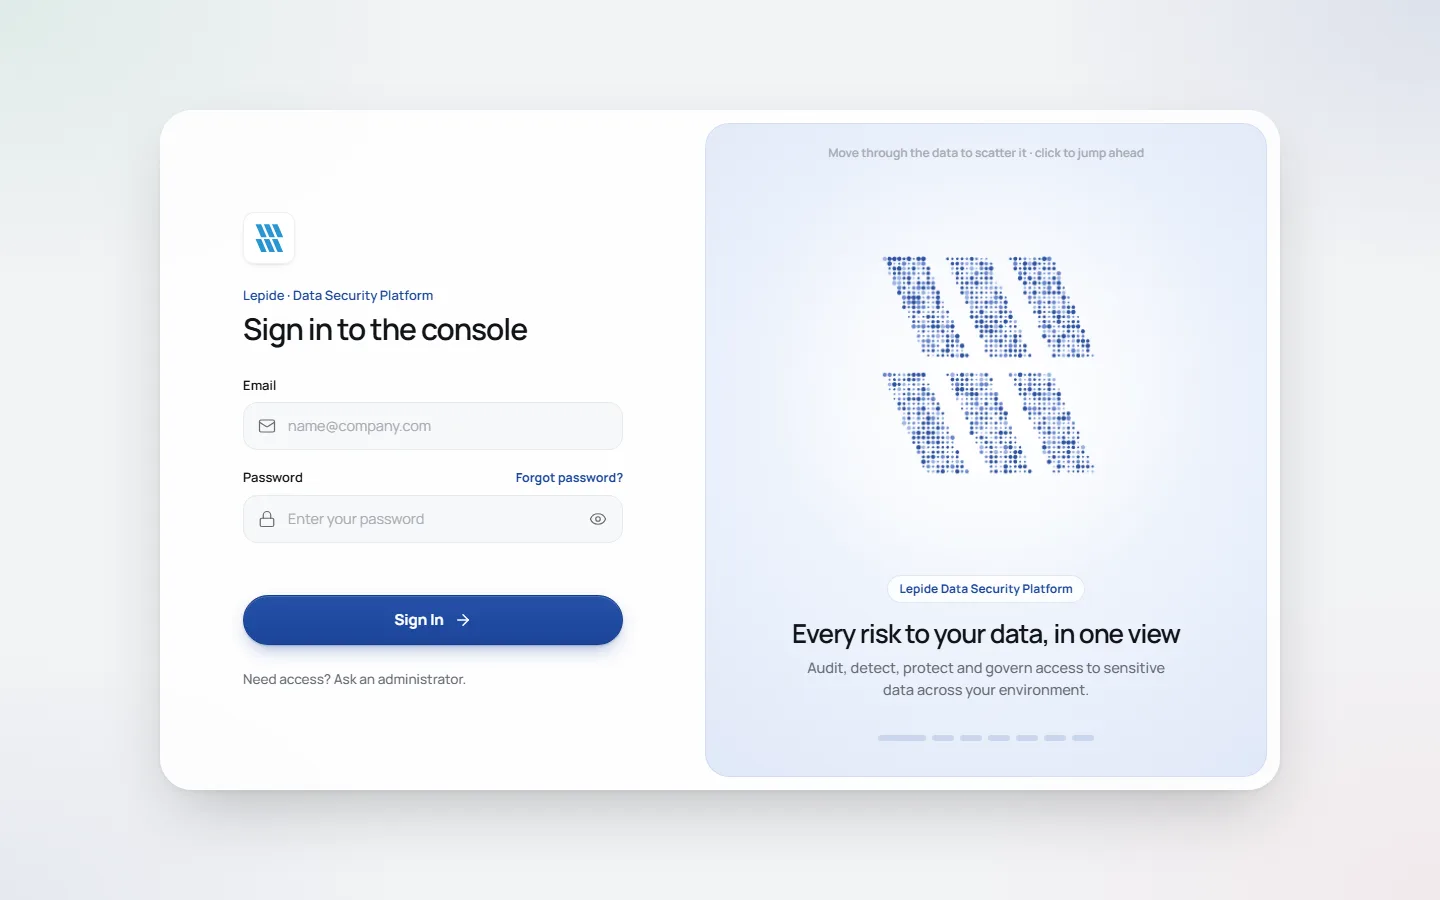 Lepide · Data Security Platform
Sign in to the console
Email
name@company.com
Password
Forgot password?
Enter your password
Sign In
Need access? Ask an administrator.
Move through the data to scatter it · click to jump ahead
Lepide Data Security Platform
Every risk to your data, in one view
Audit, detect, protect and govern access to sensitive
data across your environment.